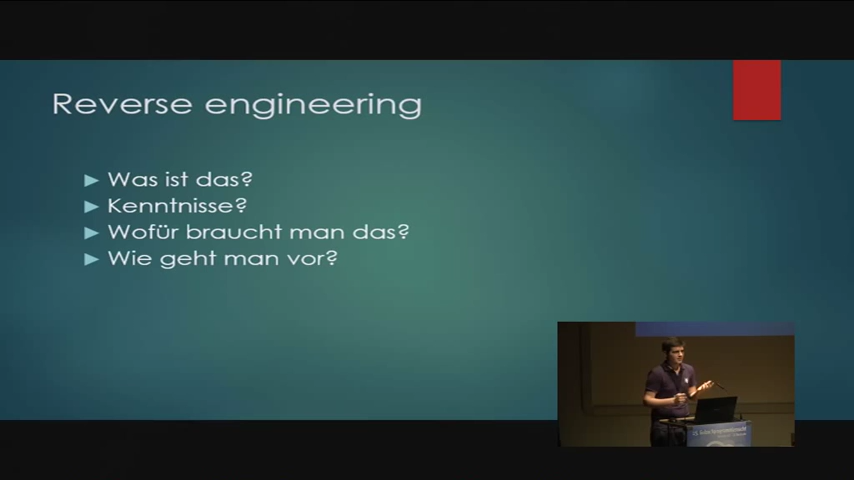 Reverse engineering
Was ist das?
Kenntnisse?
Wofür braucht man das?
Wie geht man vor?